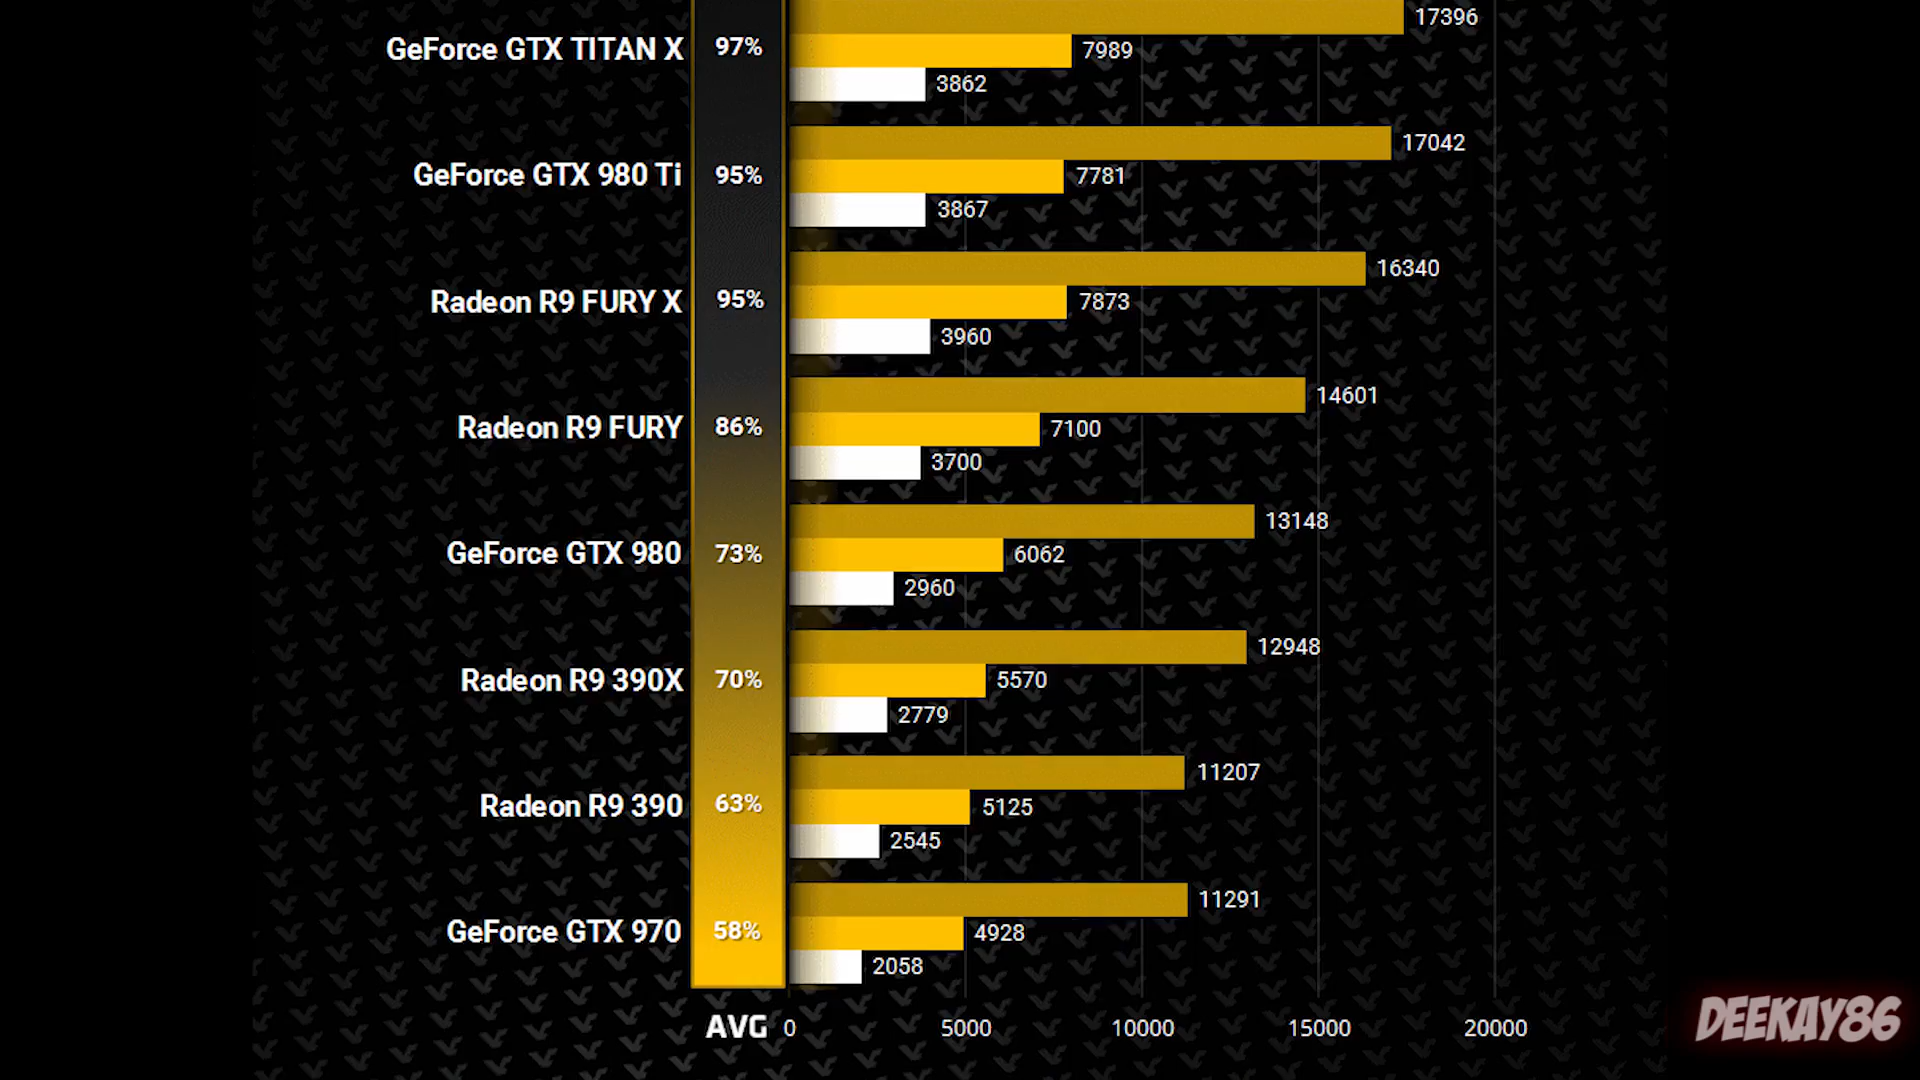 17396
GeForce GTX TITAN X 97% 7989
3862
17042
GeForce GTX 980 Ti 95% 7781
3867
16340
Radeon R9 FURY X 95% 7873
3960
14601
Radeon R9 FURY 86% 7100
3700
13148
GeForce GTX 980 73% 6062
2960
12948
Radeon R9 390X 70% 5570
2779
11207
Radeon R9 390 63% 5125
2545
11291
GeForce GTX 970 58% 4928
2058
AVG 0 5000 10000 15000 20000
DEEKAY86